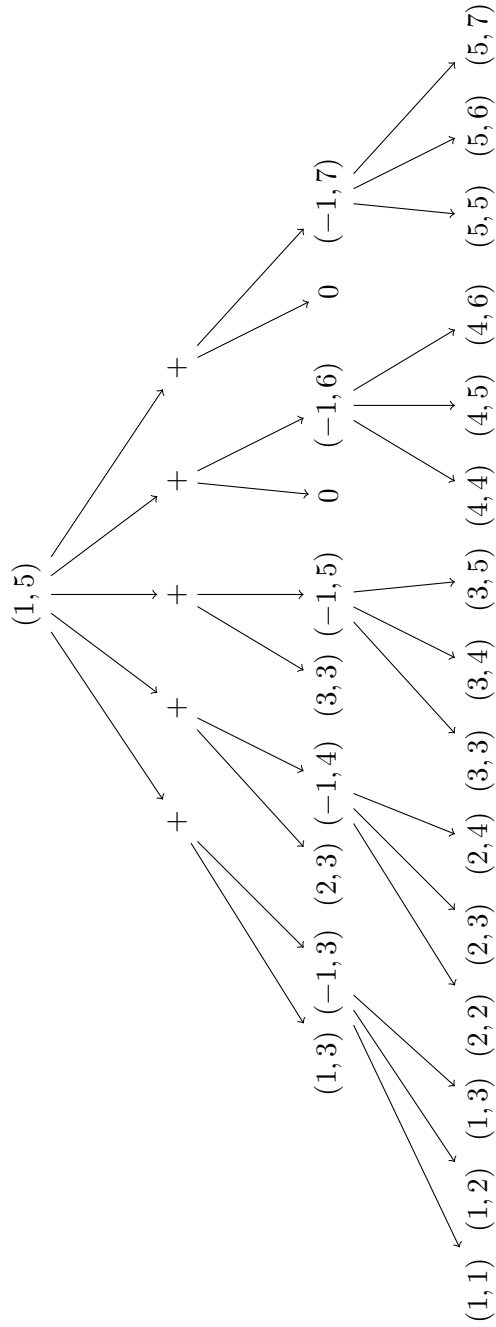 (1, 5)
+ + + + +
(1, 3) (−1, 3) (2, 3) (−1, 4) (3, 3) (−1, 5) 0 (−1, 6) 0 (−1, 7)
(1, 1) (1, 2) (1, 3) (2, 2) (2, 3) (2, 4) (3, 3) (3, 4) (3, 5) (4, 4) (4, 5) (4, 6) (5, 5) (5, 6) (5, 7)